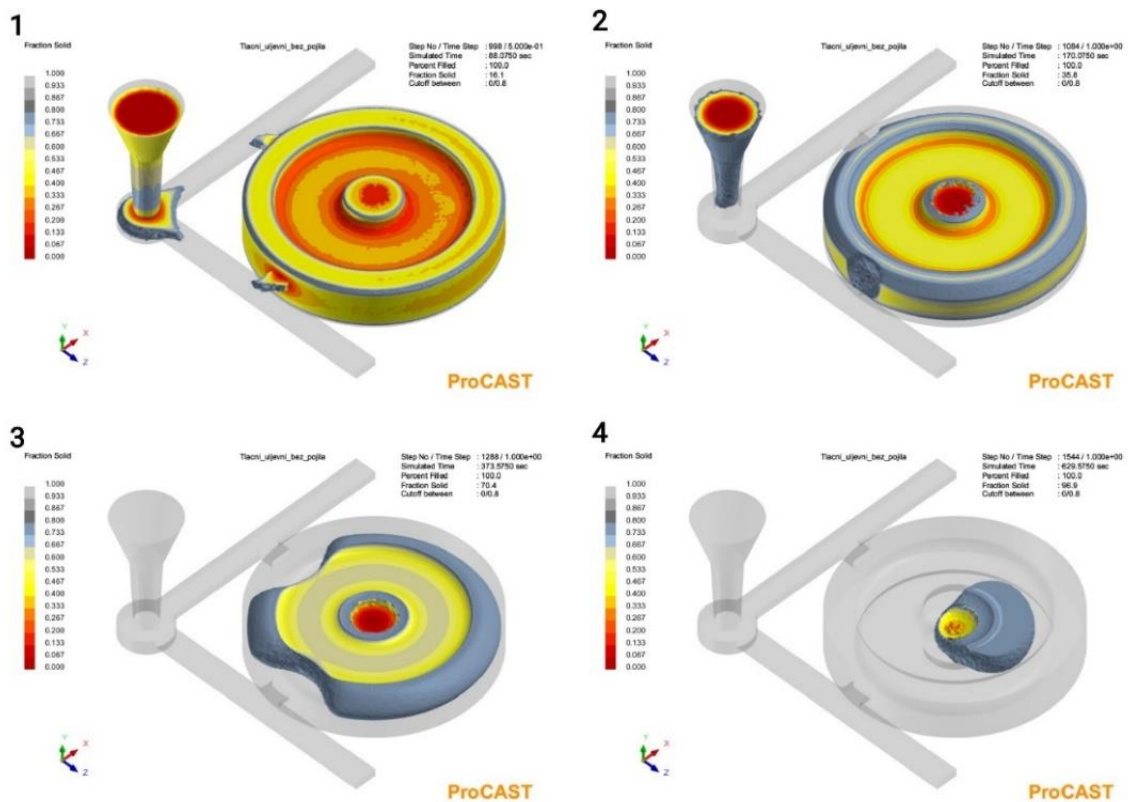 1
Fraction Solid
Tlacni_uljevni_bez_pojila
Step No / Time Step : 998 / 5.000e-01
Simulated Time : 88.0750 sec
Percent Filled : 100.0
Fraction Solid : 16.1
Cutoff between : 0/0.8
1.000
0.933
0.867
0.800
0.733
0.667
0.600
0.533
0.467
0.400
0.333
0.267
0.200
0.133
0.067
0.000
Y
X
Z
ProCAST
2
Fraction Solid
Tlacni_uljevni_bez_pojila
Step No / Time Step : 1084 / 1.000e+00
Simulated Time : 170.0750 sec
Percent Filled : 100.0
Fraction Solid : 35.8
Cutoff between : 0/0.8
1.000
0.933
0.867
0.800
0.733
0.667
0.600
0.533
0.467
0.400
0.333
0.267
0.200
0.133
0.067
0.000
Y
X
Z
ProCAST
3
Fraction Solid
Tlacni_uljevni_bez_pojila
Step No / Time Step : 1288 / 1.000e+00
Simulated Time : 373.5750 sec
Percent Filled : 100.0
Fraction Solid : 70.4
Cutoff between : 0/0.8
1.000
0.933
0.867
0.800
0.733
0.667
0.600
0.533
0.467
0.400
0.333
0.267
0.200
0.133
0.067
0.000
Y
X
Z
ProCAST
4
Fraction Solid
Tlacni_uljevni_bez_pojila
Step No / Time Step : 1544 / 1.000e+00
Simulated Time : 629.5750 sec
Percent Filled : 100.0
Fraction Solid : 96.9
Cutoff between : 0/0.8
1.000
0.933
0.867
0.800
0.733
0.667
0.600
0.533
0.467
0.400
0.333
0.267
0.200
0.133
0.067
0.000
Y
X
Z
ProCAST